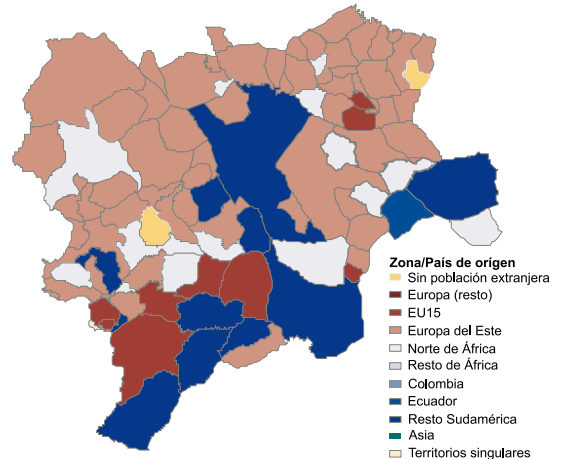 Zona/País de orígen
Sin población extranjera
Europa (resto)
EU15
Europa del Este
Norte de África
Resto de África
Colombia
Ecuador
Resto Sudamérica
Asia
Territorios singulares